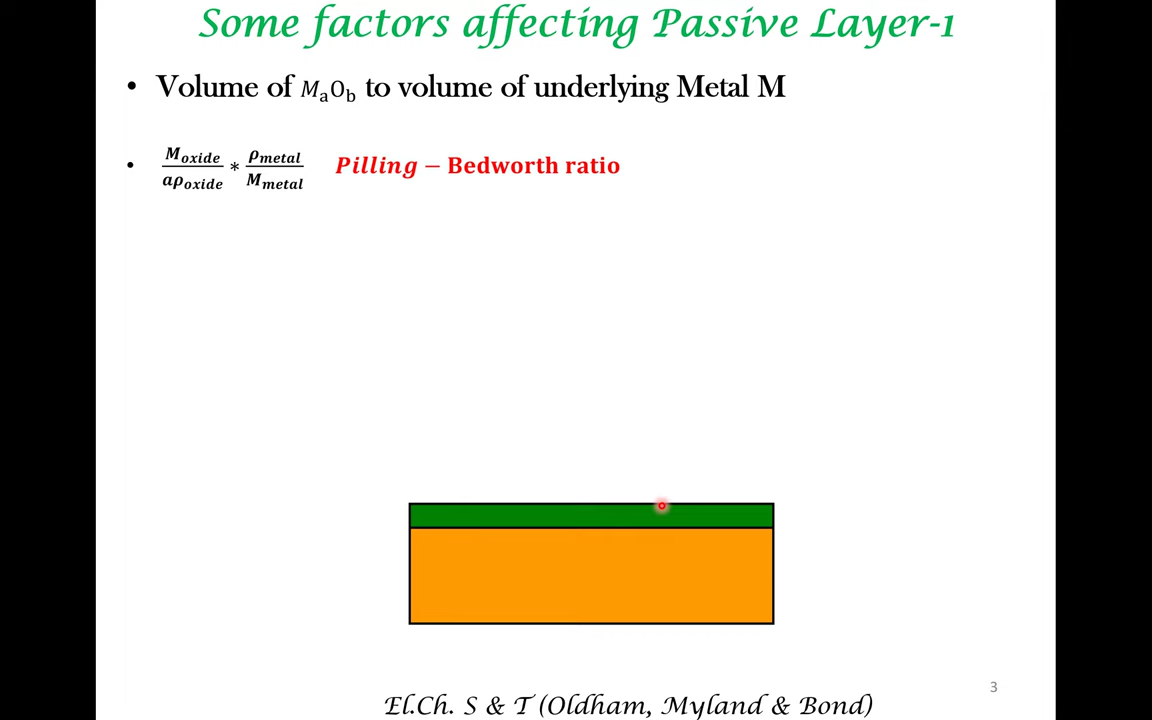 Some factors affecting Passive Layer-1
• Volume of MₐOb to volume of underlying Metal M
• M_oxide/aρ_oxide * ρ_metal/M_metal Pilling − Bedworth ratio
3
El.Ch. S & T (Oldham, Myland & Bond)